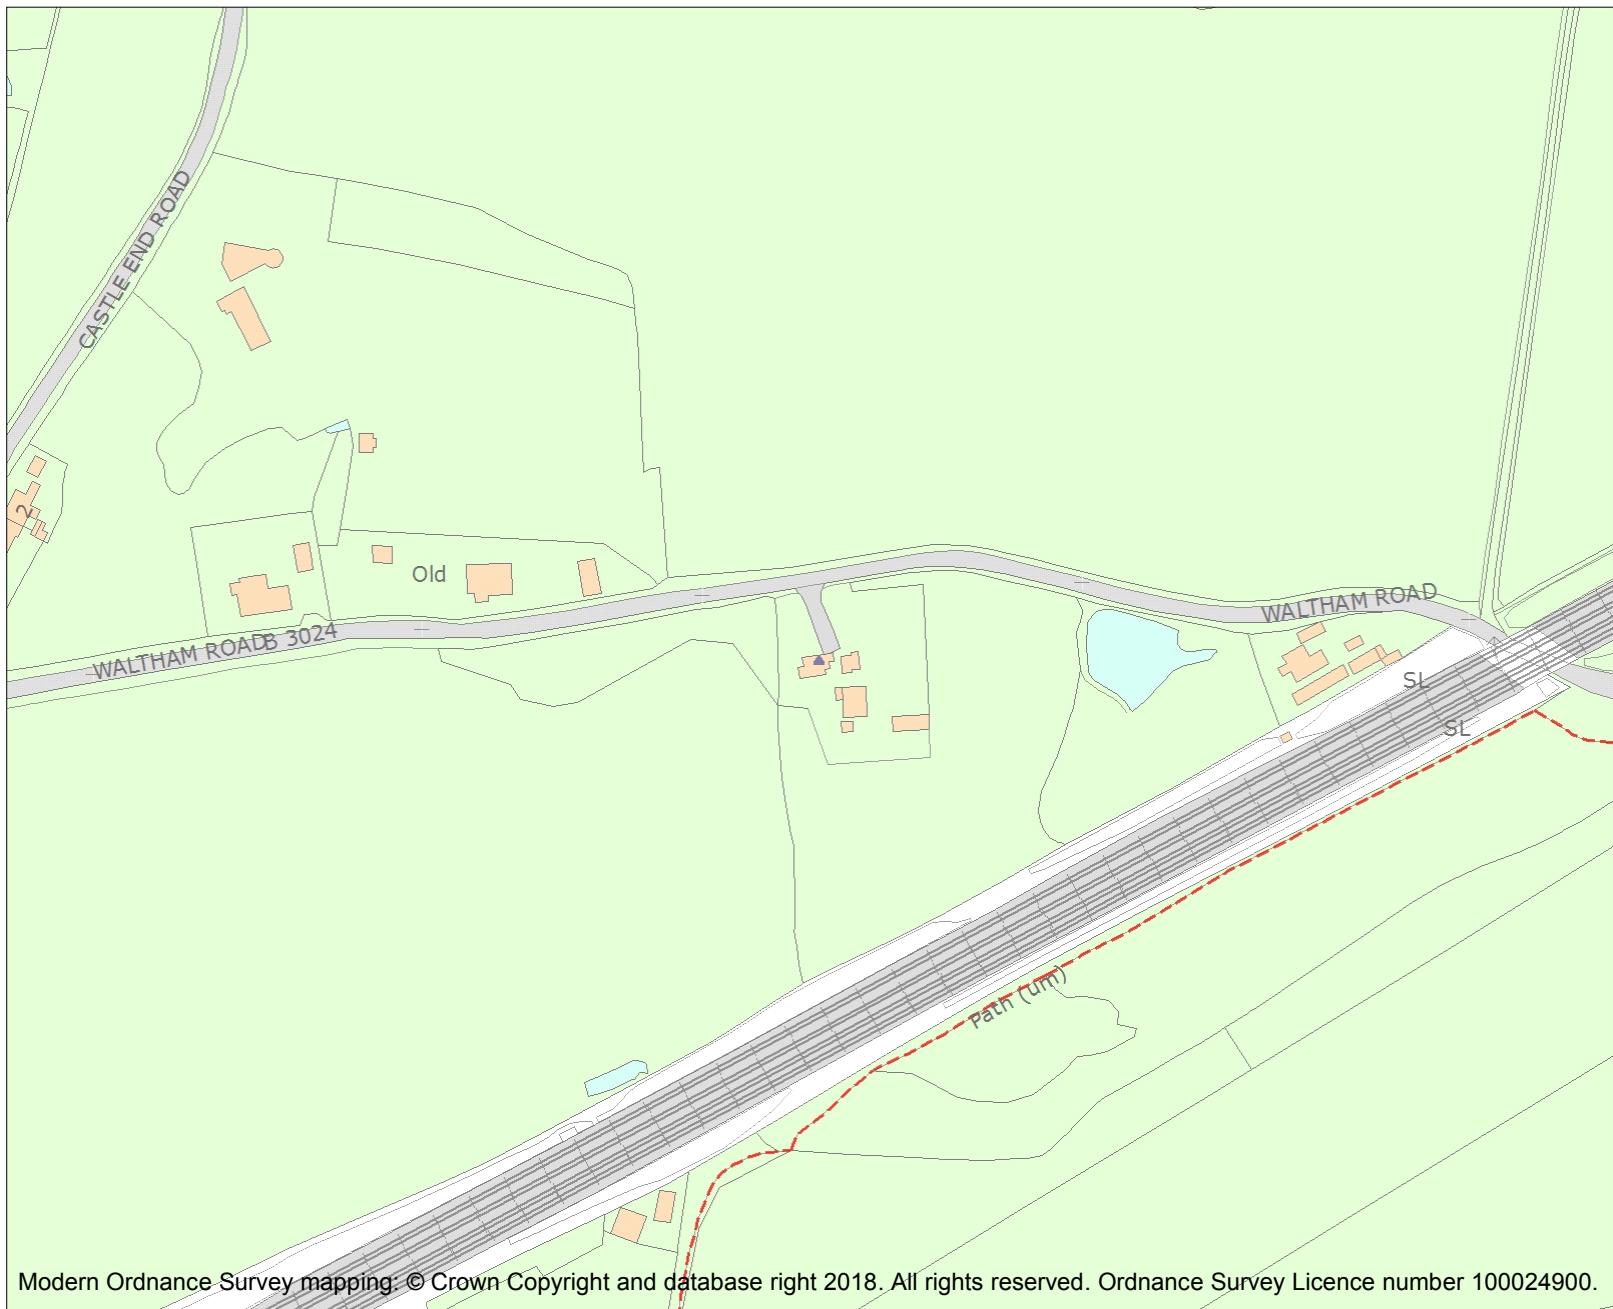 CASTLE END ROAD
2
Old
WALTHAM ROAD
B 3024
WALTHAM ROAD
SL
SL
Path (um)
Modern Ordnance Survey mapping: © Crown Copyright and database right 2018. All rights reserved. Ordnance Survey Licence number 100024900.